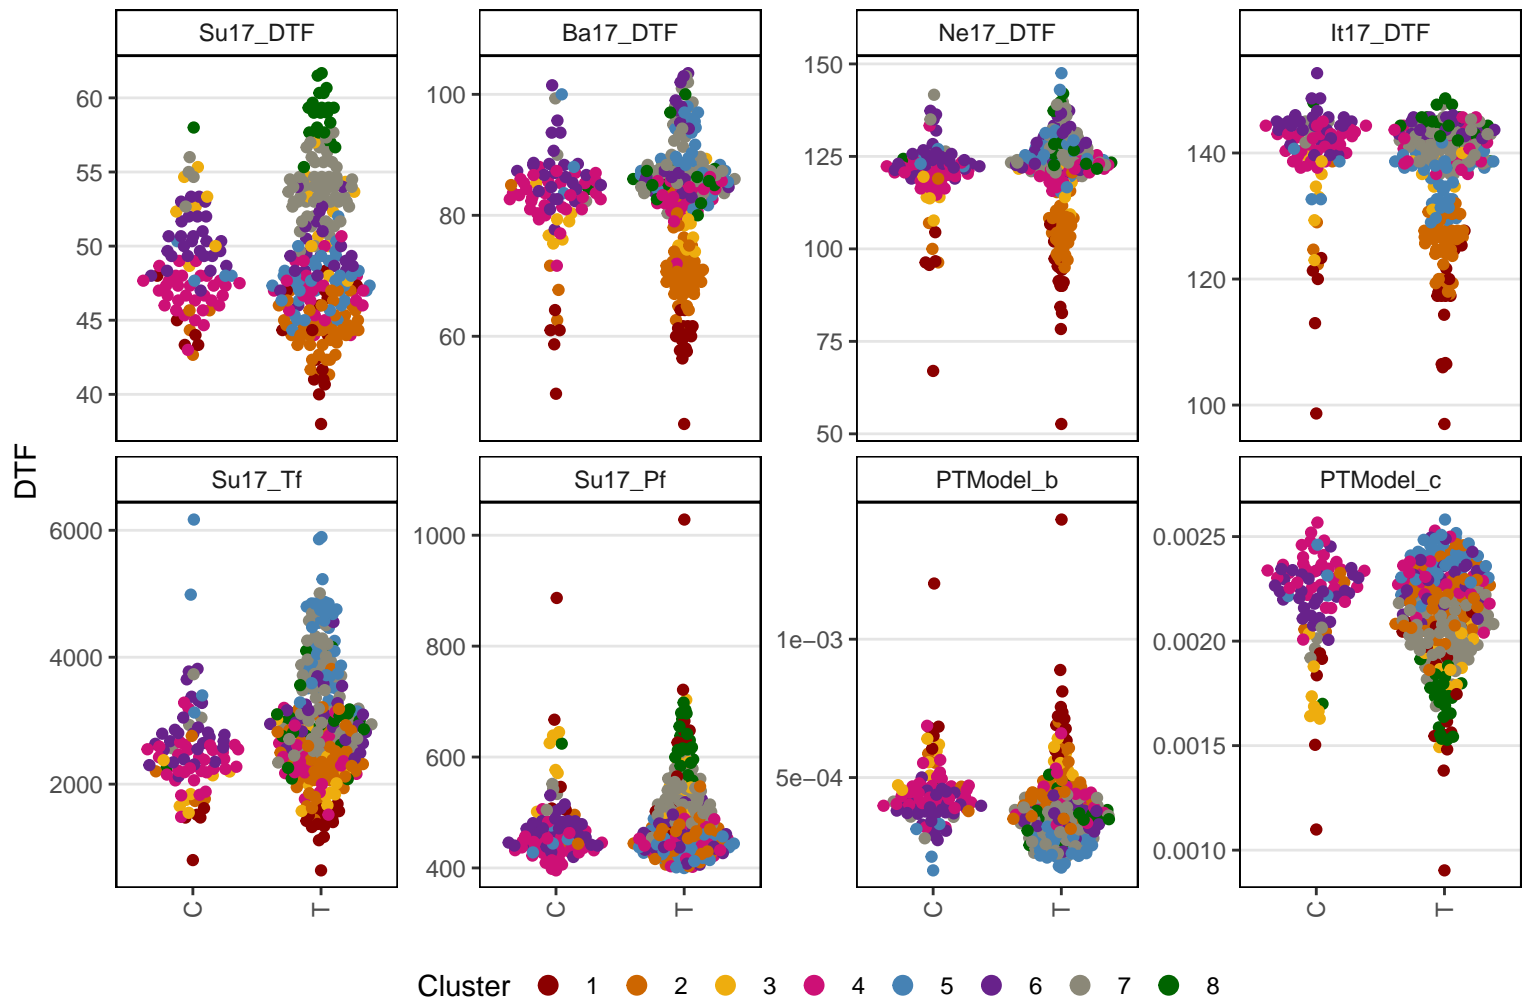 Su17_DTF Ba17_DTF Ne17_DTF It17_DTF
60 55 50 45 40
100 80 60
150 125 100 75 50
140 120 100
DTF
Su17_Tf Su17_Pf PTModel_b PTModel_c
6000 4000 2000
1000 800 600 400
1e−03 5e−04
0.0025 0.0020 0.0015 0.0010
C T C T C T C T
Cluster 1 2 3 4 5 6 7 8